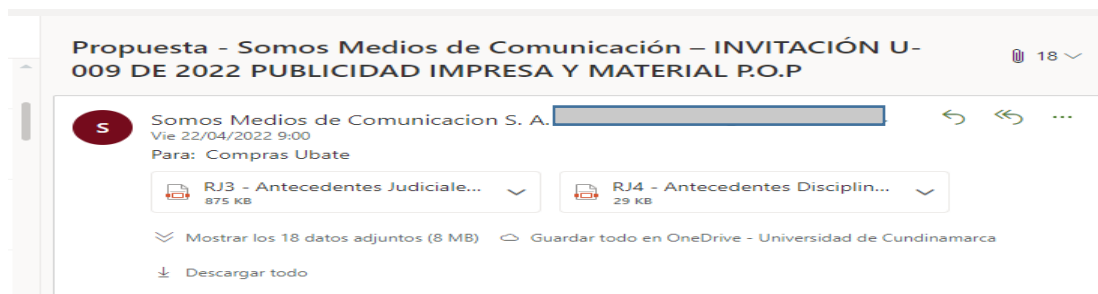 Propuesta - Somos Medios de Comunicación – INVITACIÓN U-
009 DE 2022 PUBLICIDAD IMPRESA Y MATERIAL P.O.P
18
S
Somos Medios de Comunicacion S. A.
Vie 22/04/2022 9:00
Para: Compras Ubate
RJ3 - Antecedentes Judiciale...
875 KB
RJ4 - Antecedentes Disciplin...
29 KB
Mostrar los 18 datos adjuntos (8 MB)
Guardar todo en OneDrive - Universidad de Cundinamarca
Descargar todo